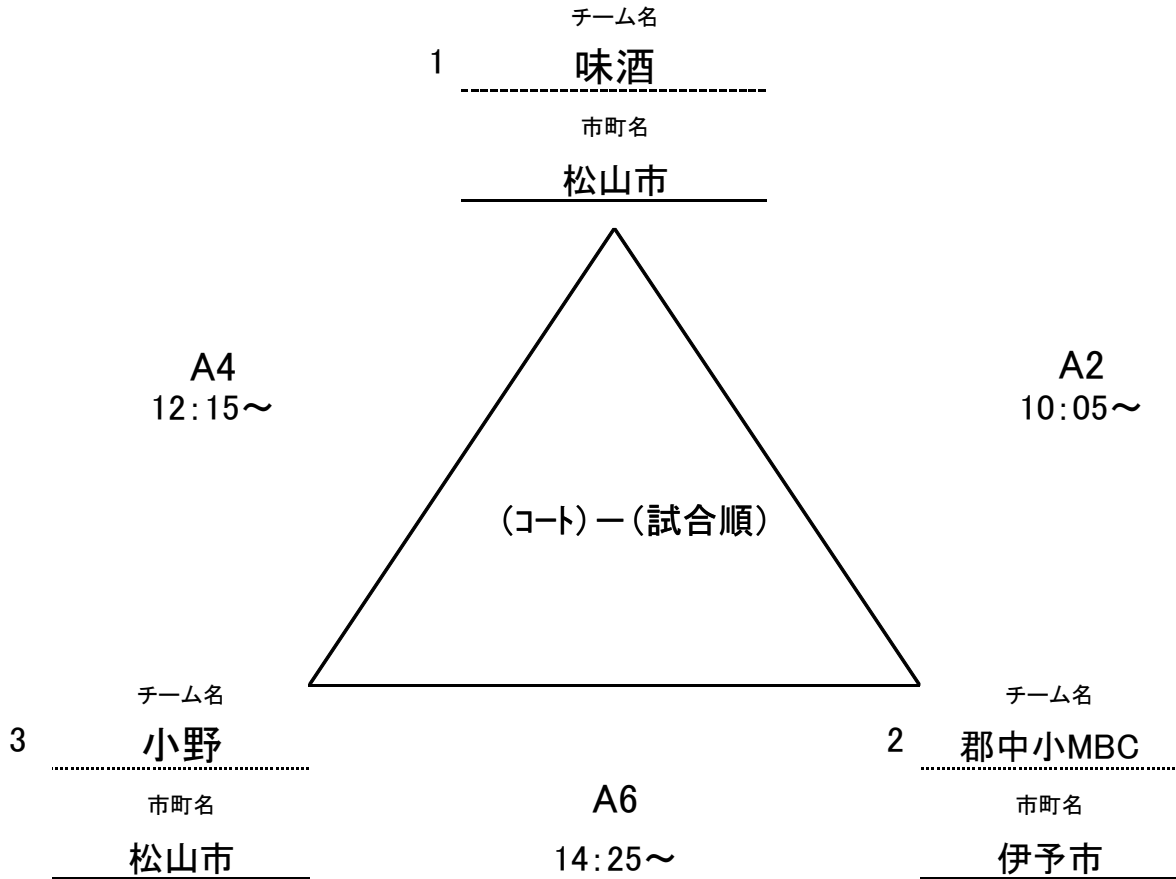 チーム名
1
味酒
市町名
松山市
A4
12:15～
A2
10:05～
(コート)－(試合順)
チーム名
3
小野
市町名
松山市
A6
14:25～
チーム名
2
郡中小MBC
市町名
伊予市